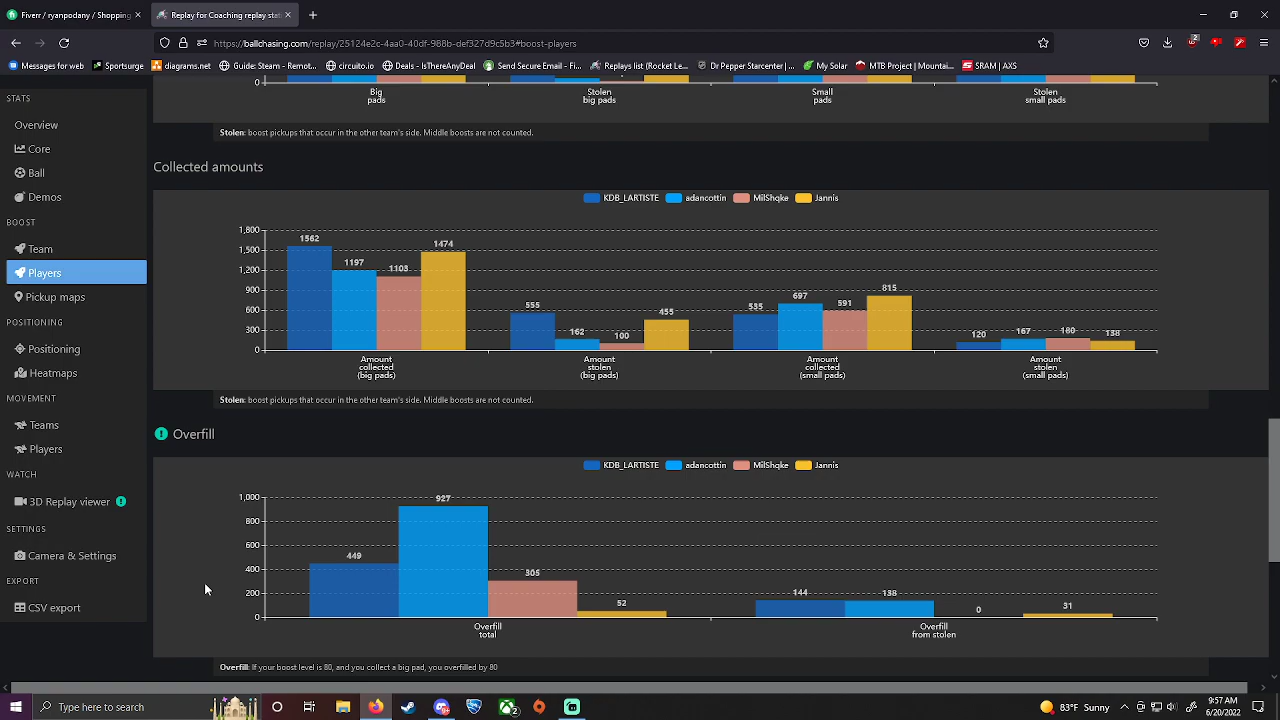 Fiverr / ryanpodany / Shopping
Replay for Coaching replay stat
https://ballchasing.com/replay/25124e2c-4aa0-40df-988b-def327d9c5b3#boost-players
2
Messages for web
Sportsurge
diagrams.net
Guide: Steam - Remot...
circuito.io
Deals - IsThereAnyDeal
Send Secure Email - Fi...
Replays list (Rocket Le...
Dr Pepper Starcenter | ...
My Solar
MTB Project | Mountai...
SRAM | AXS
STATS
Overview
Core
Ball
Demos
BOOST
Team
Players
Pickup maps
POSITIONING
Positioning
Heatmaps
MOVEMENT
Teams
Players
WATCH
3D Replay viewer
SETTINGS
Camera & Settings
EXPORT
CSV export
0
Big
pads
Stolen
big pads
Small
pads
Stolen
small pads
Stolen: boost pickups that occur in the other team's side. Middle boosts are not counted.
Collected amounts
KDB_LARTISTE adancottin MilShqke Jannis
1,800
1,500
1,200
900
600
300
0
1562 1197 1103 1474
555 162 100 455
535 697 591 815
120 167 180 138
Amount
collected
(big pads)
Amount
stolen
(big pads)
Amount
collected
(small pads)
Amount
stolen
(small pads)
Stolen: boost pickups that occur in the other team's side. Middle boosts are not counted.
Overfill
KDB_LARTISTE adancottin MilShqke Jannis
1,000
800
600
400
200
0
449 927 305 52
144 138 0 31
Overfill
total
Overfill
from stolen
Overfill: If your boost level is 80, and you collect a big pad, you overfilled by 80
Type here to search
2
83°F Sunny
9:57 AM
6/20/2022